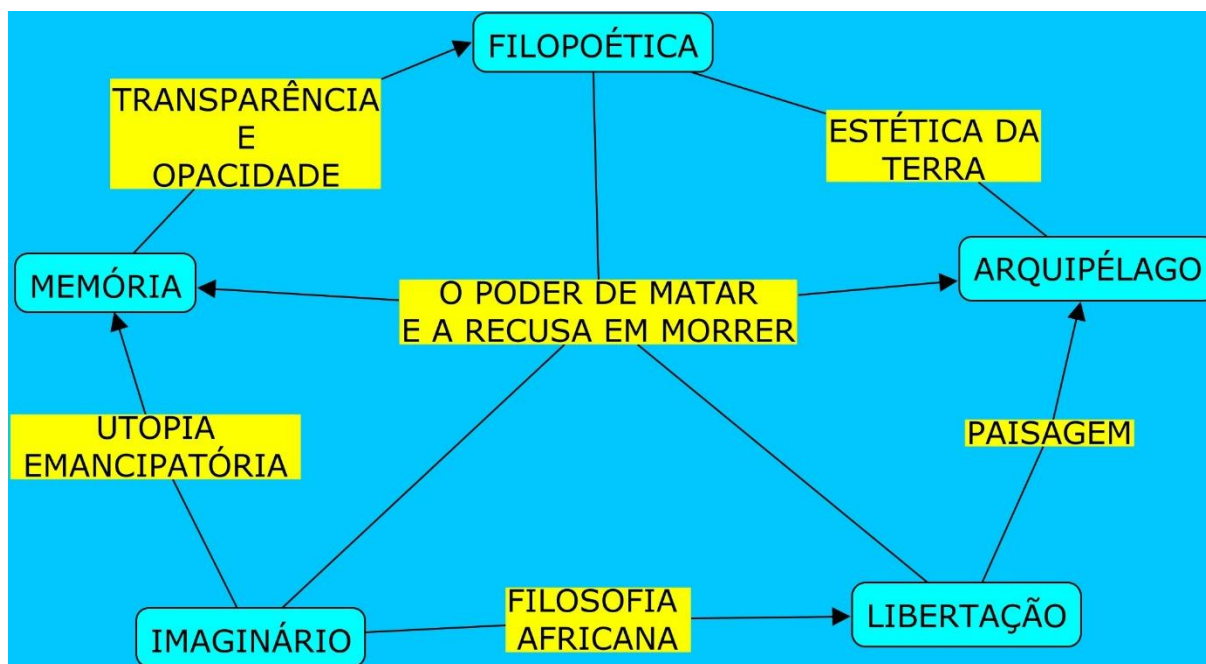 FILOPOÉTICA
TRANSPARÊNCIA
E
OPACIDADE
ESTÉTICA DA
TERRA
MEMÓRIA
ARQUIPÉLAGO
O PODER DE MATAR
E A RECUSA EM MORRER
UTOPIA
EMANCIPATÓRIA
PAISAGEM
IMAGINÁRIO
FILOSOFIA
AFRICANA
LIBERTAÇÃO